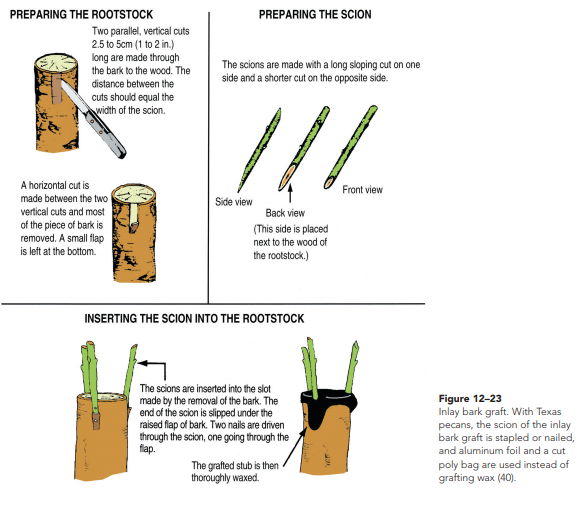 PREPARING THE ROOTSTOCK
Two parallel, vertical cuts
2.5 to 5cm (1 to 2 in.)
long are made through
the bark to the wood. The
distance between the
cuts should equal the
width of the scion.
A horizontal cut is
made between the two
vertical cuts and most
of the piece of bark is
removed. A small flap
is left at the bottom.
PREPARING THE SCION
The scions are made with a long sloping cut on one
side and a shorter cut on the opposite side.
Side view
Back view
(This side is placed
next to the wood of
the rootstock.)
Front view
INSERTING THE SCION INTO THE ROOTSTOCK
The scions are inserted into the slot
made by the removal of the bark. The
end of the scion is slipped under the
raised flap of bark. Two nails are driven
through the scion, one going through the
flap.
The grafted stub is then
thoroughly waxed.
Figure 12–23
Inlay bark graft. With Texas
pecans, the scion of the inlay
bark graft is stapled or nailed,
and aluminum foil and a cut
poly bag are used instead of
grafting wax (40).